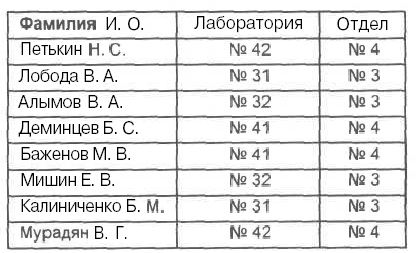 Фамилия И. О. Лаборатория Отдел
Петькин Н. С. № 42 № 4
Лобода В. А. № 31 № 3
Алымов В. А. № 32 № 3
Деминцев Б. С. № 41 № 4
Баженов М. В. № 41 № 4
Мишин Е. В. № 32 № 3
Калиниченко Б. М. № 31 № 3
Мурадян В. Г. № 42 № 4